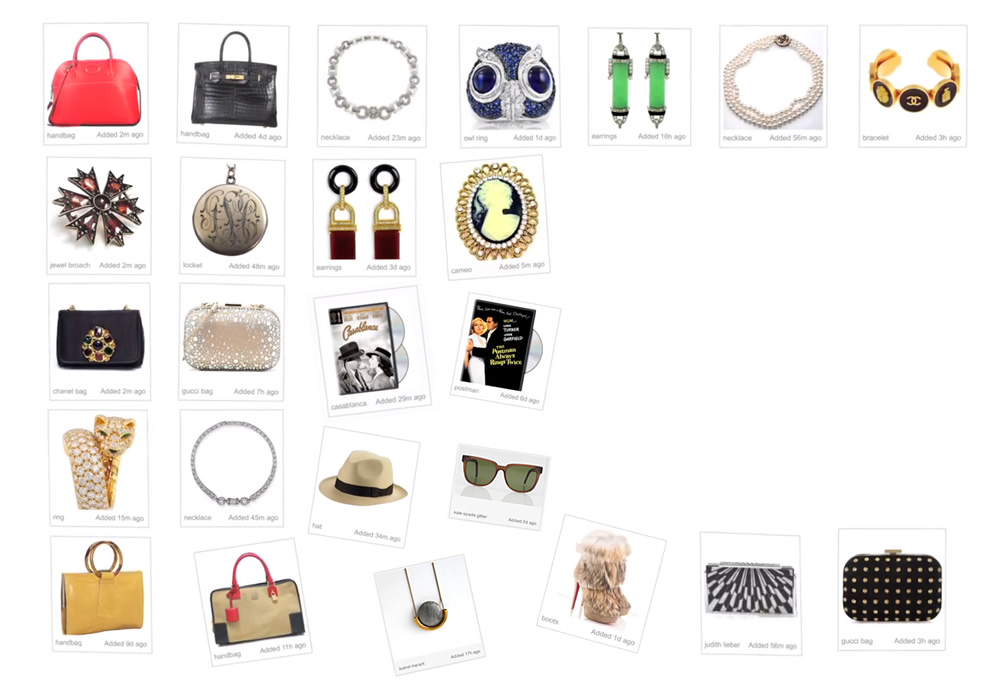 handbag Added 2m ago
handbag Added 4d ago
necklace Added 23m ago
owl ring Added 1d ago
earrings Added 16h ago
necklace Added 56m ago
bracelet Added 3h ago
jewel broach Added 2m ago
locket Added 48m ago
earrings Added 3d ago
cameo Added 5m ago
chanel bag Added 2m ago
gucci bag Added 7h ago
Casablanca
casablanca Added 29m ago
LANA
TURNER
JOHN
GARFIELD
The
Postman
Always
Rings Twice
postman Added 6d ago
ring Added 15m ago
necklace Added 45m ago
hat Added 34m ago
kate spade glitter Added 2d ago
handbag Added 9d ago
handbag Added 11h ago
isabel marant Added 17h ago
boots Added 1d ago
judith lieber Added 56m ago
gucci bag Added 3h ago